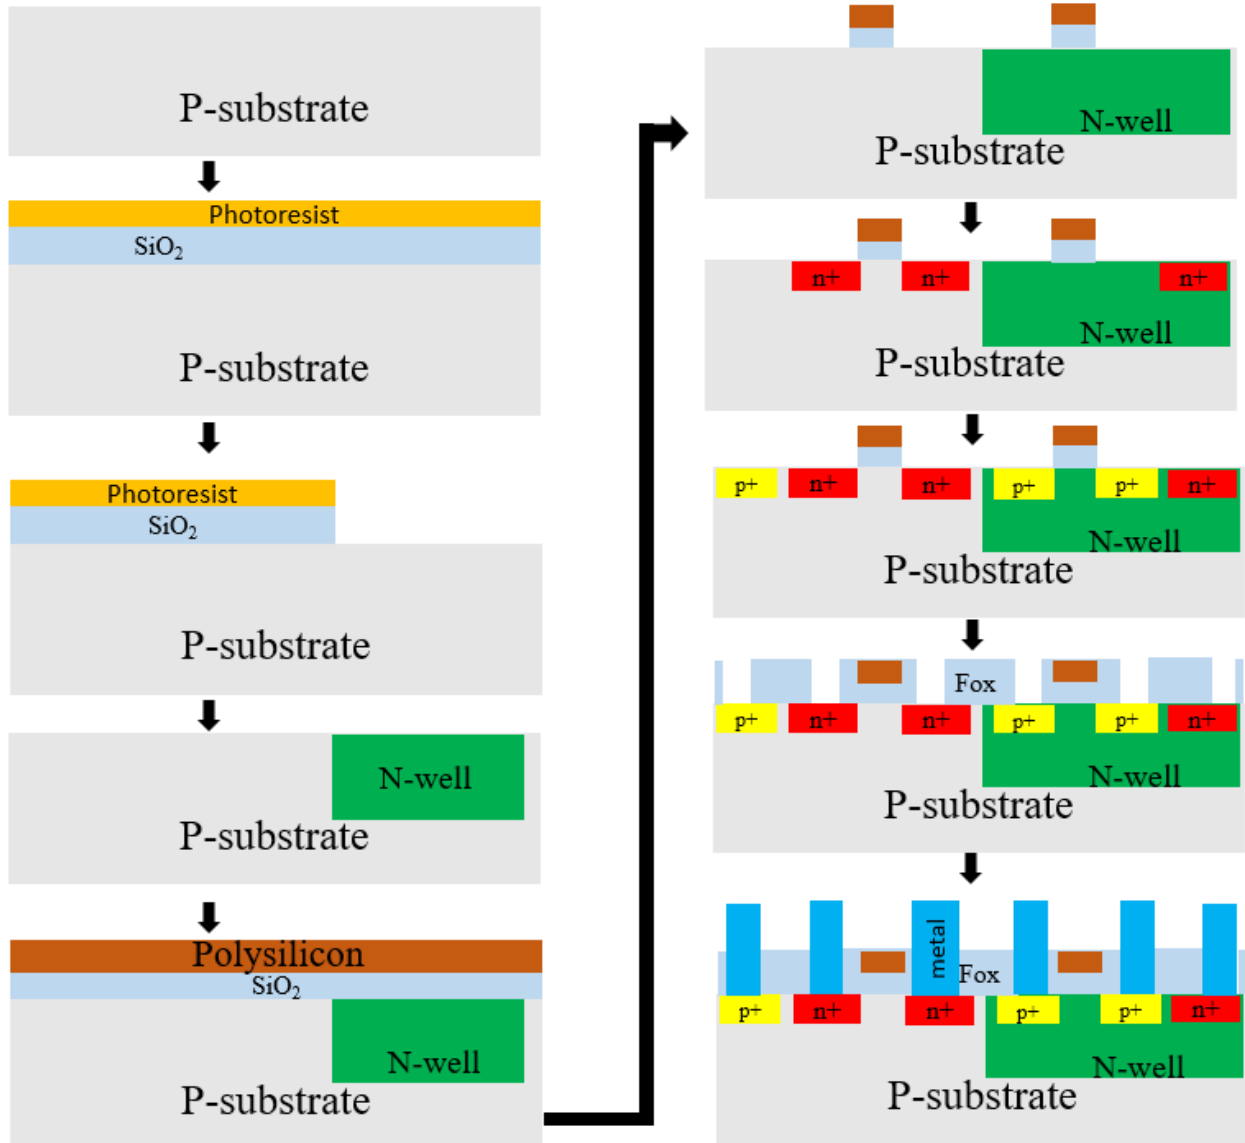 P-substrate
Photoresist
SiO₂
P-substrate
Photoresist
SiO₂
P-substrate
N-well
P-substrate
Polysilicon
SiO₂
N-well
P-substrate
N-well
P-substrate
n+ n+ n+
N-well
P-substrate
p+ n+ n+ p+ p+ n+
N-well
P-substrate
Fox
p+ n+ n+ p+ p+ n+
N-well
P-substrate
metal
Fox
p+ n+ n+ p+ p+ n+
N-well
P-substrate